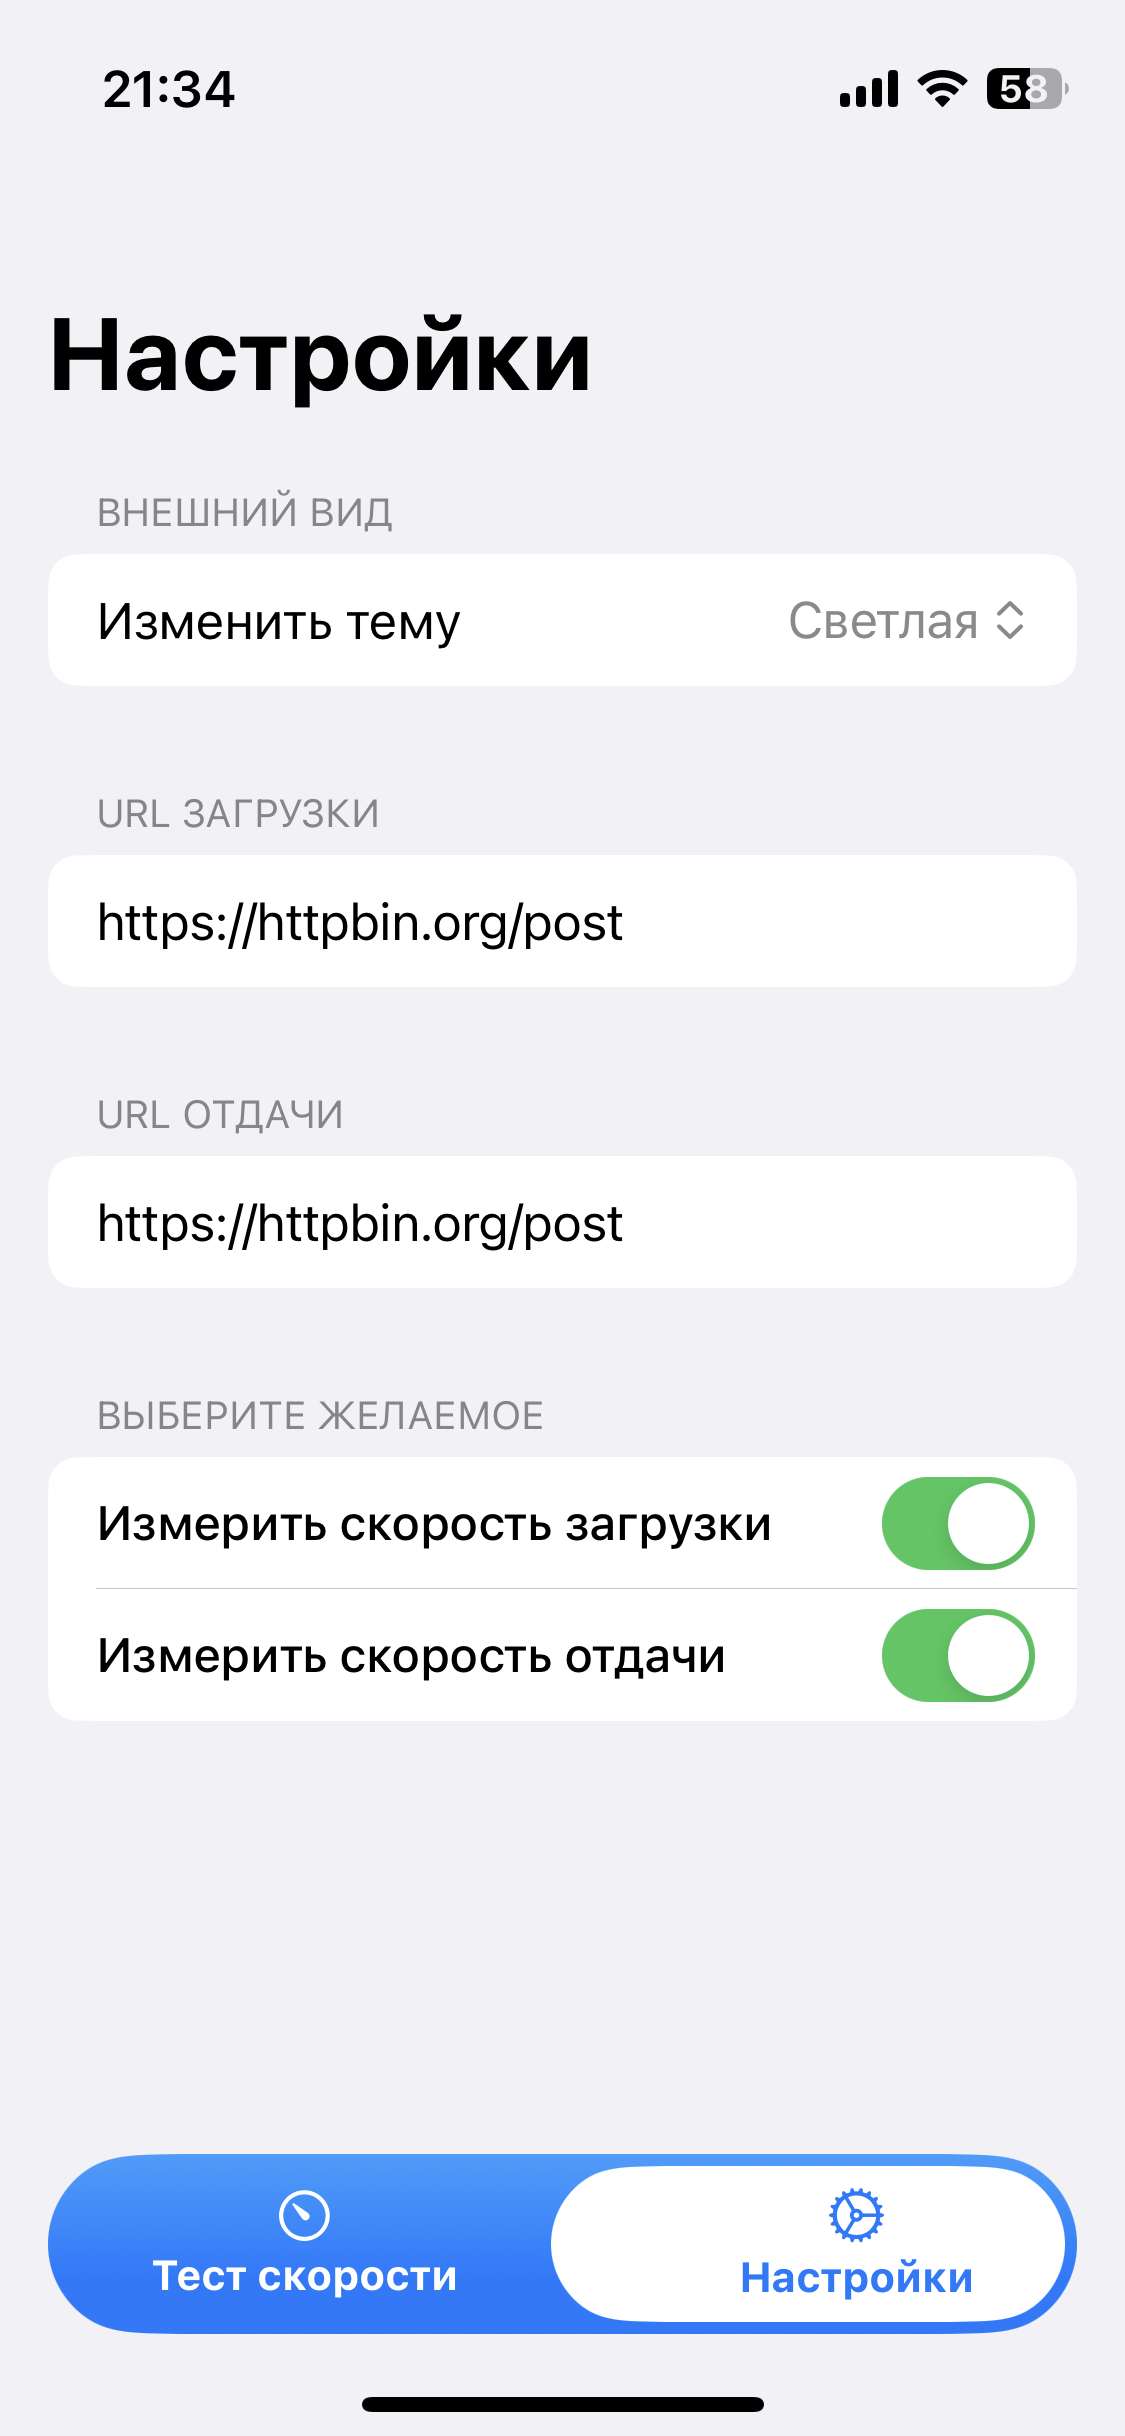 21:34
58
Настройки
ВНЕШНИЙ ВИД
Изменить тему
Светлая
URL ЗАГРУЗКИ
https://httpbin.org/post
URL ОТДАЧИ
https://httpbin.org/post
ВЫБЕРИТЕ ЖЕЛАЕМОЕ
Измерить скорость загрузки
Измерить скорость отдачи
Тест скорости
Настройки